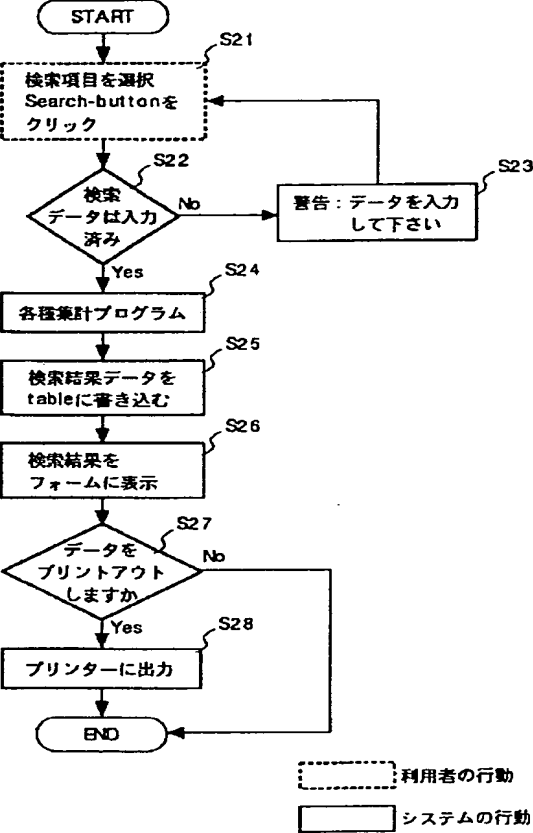 START
S21
検索項目を選択
Search-buttonを
クリック
S22
検索
データは入力
済み
No
S23
警告：データを入力
して下さい
Yes
S24
各種集計プログラム
S25
検索結果データを
tableに書き込む
S26
検索結果を
フォームに表示
S27
データを
プリントアウト
しますか
No
Yes
S28
プリンターに出力
END
利用者の行動
システムの行動